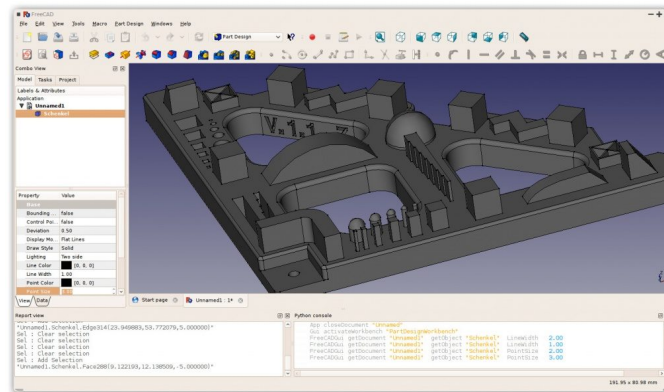 FreeCAD
File Edit View Tools Macro Part Design Windows Help
Part Design
Combo View
Model Tasks Project
Labels & Attributes
Application
Unnamed1
Schenkel
V.1.1
Property Value
Base
Bounding ... false
Control Poi... false
Deviation 0.50
Display Mo... Flat Lines
Draw Style Solid
Lighting Two side
Line Color [0, 0, 0]
Line Width 1.00
Point Color [0, 0, 0]
Point Size
View Data
Start page Unnamed1 : 1*
Report view
Python console
"Unnamed1.Schenkel.Edge314(23.949803,53.772079,5.000000)"
Sel : Clear selection
Sel : Clear selection
Sel : Clear selection
Sel : Clear selection
Sel : Add Selection
"Unnamed1.Schenkel.Face288(9.122193,12.198509,-5.000000)"
App closeDocument "Unnamed"
Gui activateWorkbench "PartDesignWorkbench"
FreeCADGui getDocument "Unnamed1" getObject "Schenkel" LineWidth 2.00
FreeCADGui getDocument "Unnamed1" getObject "Schenkel" LineWidth 1.00
FreeCADGui getDocument "Unnamed1" getObject "Schenkel" PointSize 2.00
FreeCADGui getDocument "Unnamed1" getObject "Schenkel" PointSize 3.00
191.95 x 80.98 mm